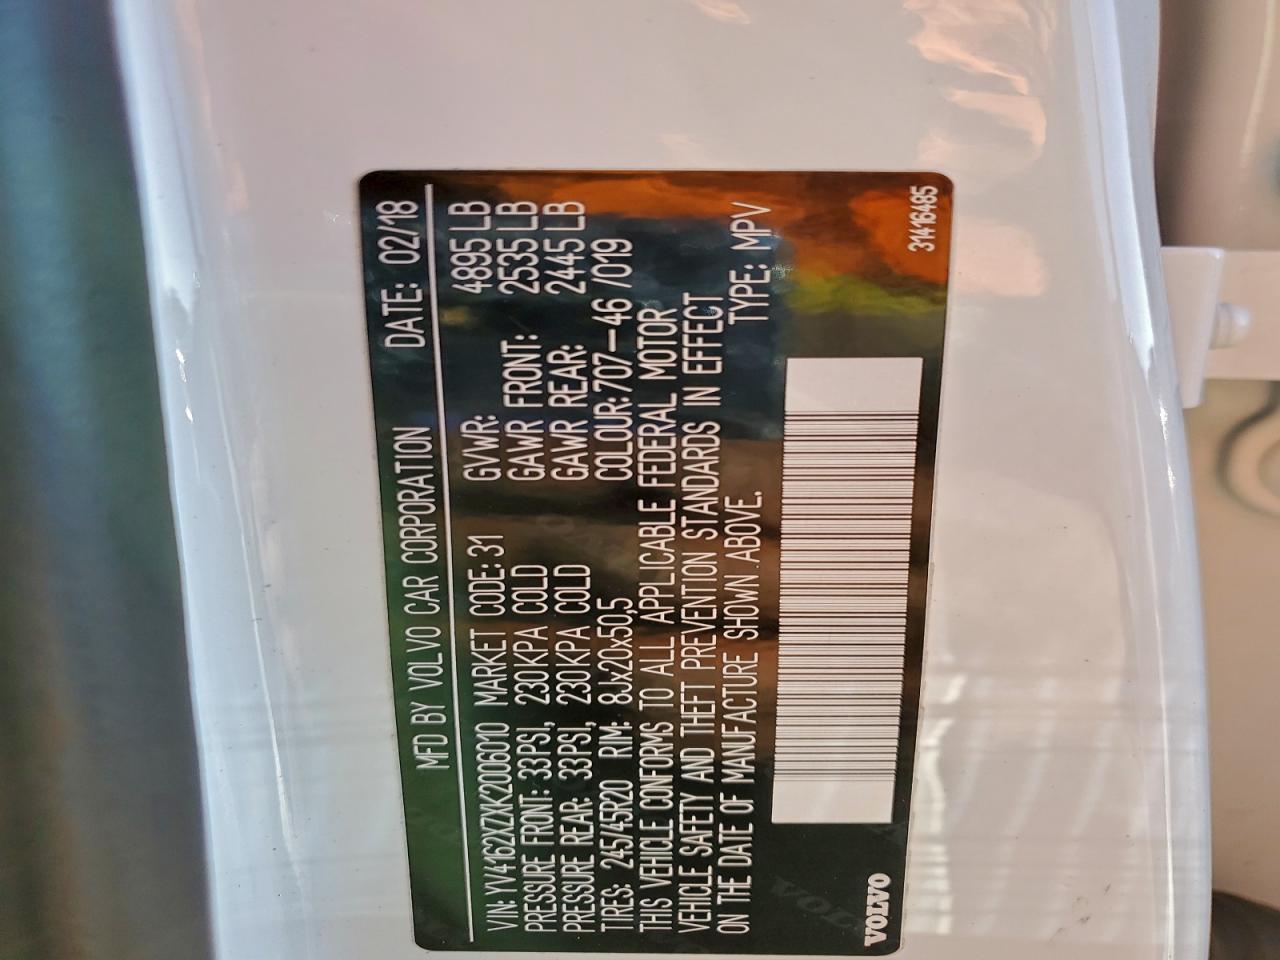 MFD BY VOLVO CAR CORPORATION DATE: 02/18
VIN: YV4162XZXK2006010 MARKET CODE: 31 GVWR: 4895 LB
PRESSURE FRONT: 33PSI, 230KPA COLD GAWR FRONT: 2535 LB
PRESSURE REAR: 33PSI, 230KPA COLD GAWR REAR: 2445 LB
TIRES: 245/45R20 RIM: 8Jx20x50,5 COLOUR: 707-46 /019
THIS VEHICLE CONFORMS TO ALL APPLICABLE FEDERAL MOTOR
VEHICLE SAFETY AND THEFT PREVENTION STANDARDS IN EFFECT
ON THE DATE OF MANUFACTURE SHOWN ABOVE. TYPE: MPV
VOLVO 31416485